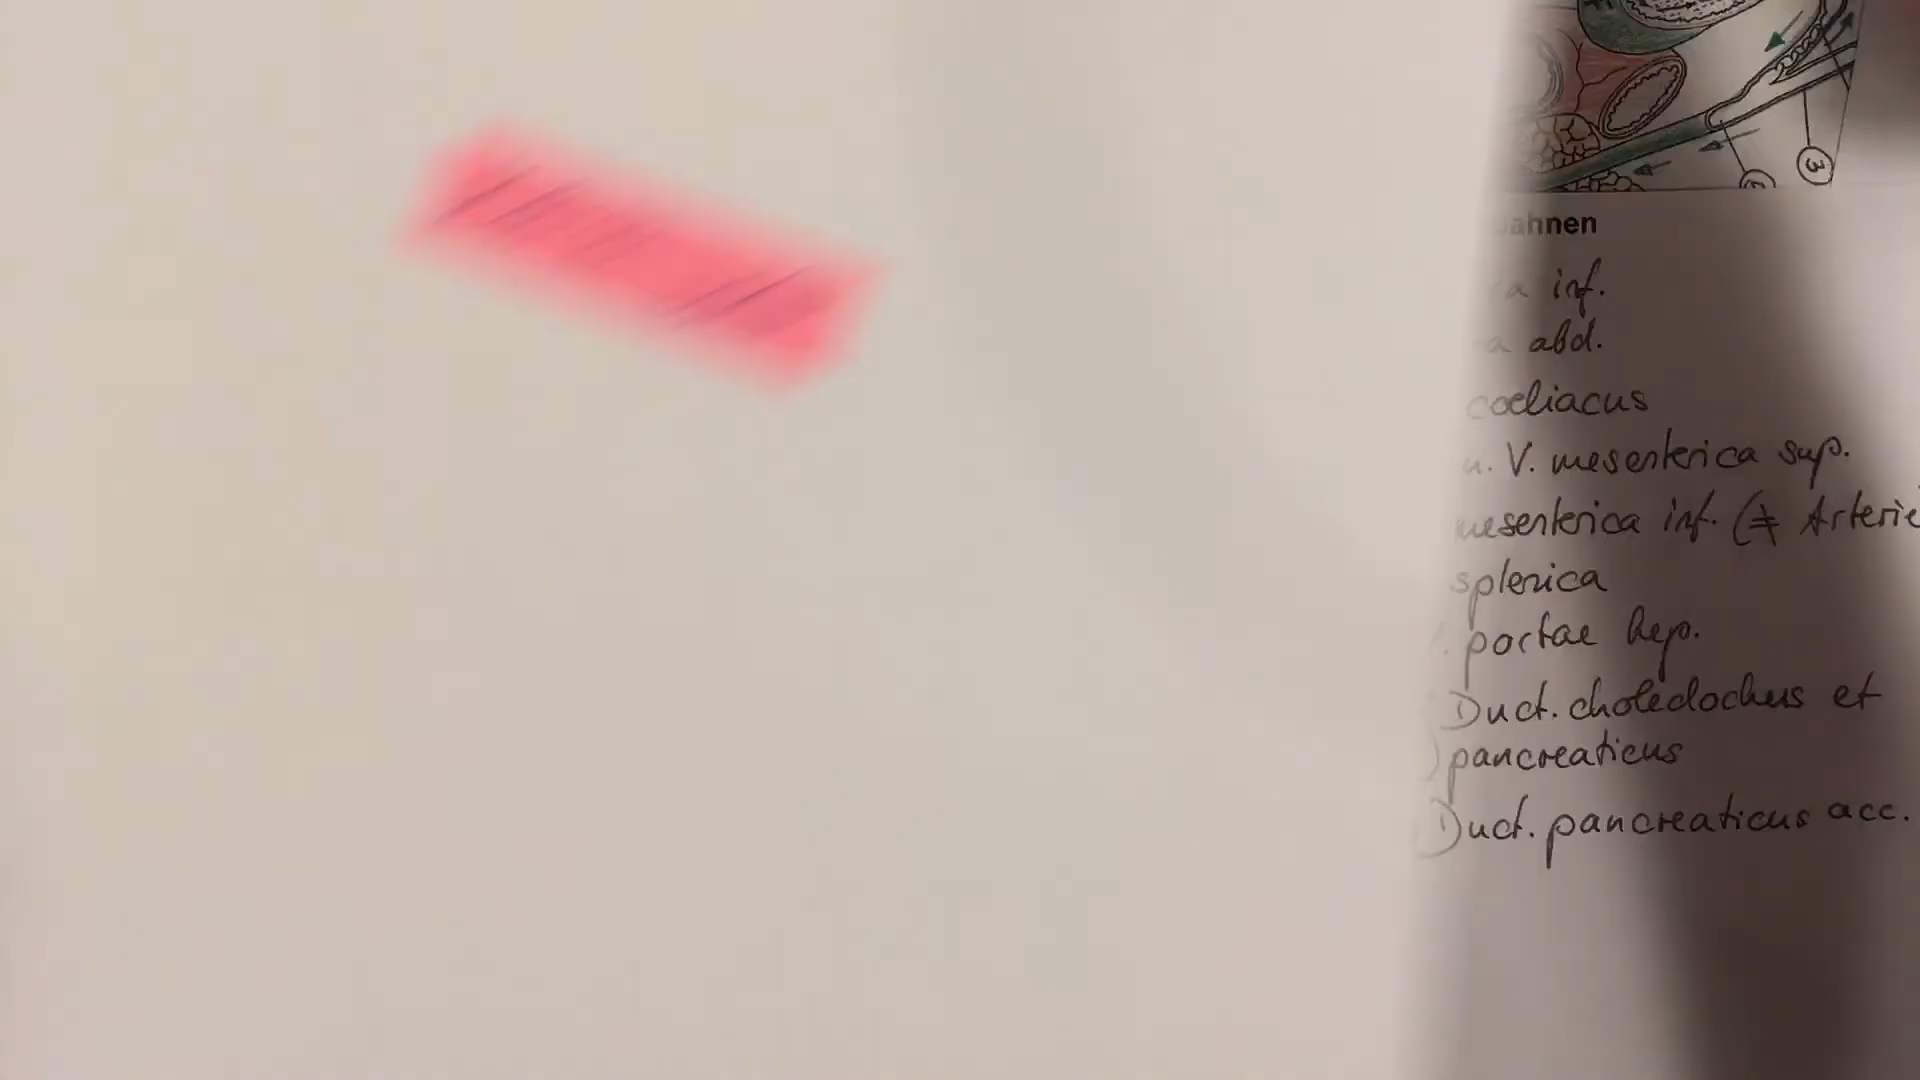 3
ahnen
a inf.
a abd.
coeliacus
u. V. mesenterica sup.
mesenterica inf. (≠ Arterie
splenica
portae hep.
Duct. choledochus et
pancreaticus
Duct. pancreaticus acc.